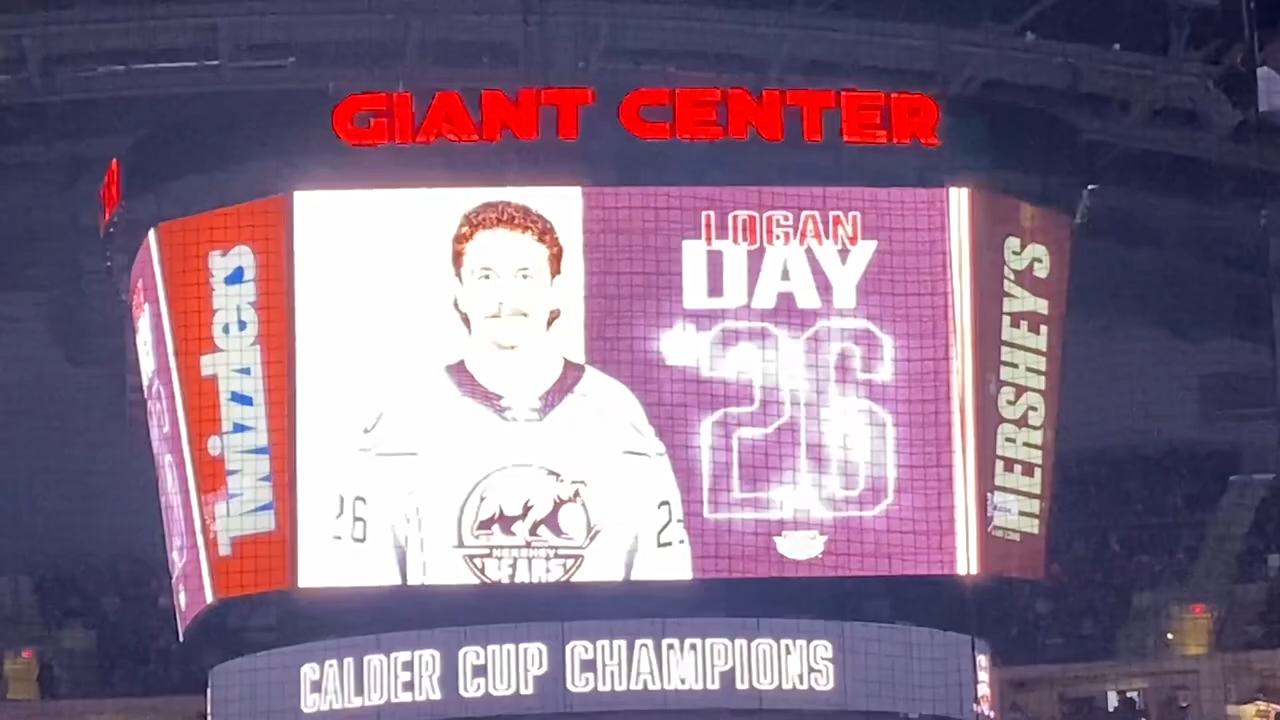 GIANT CENTER
Twizzlers
LOGAN
DAY
26
HERSHEY'S
26
HERSHEY
BEARS
CALDER CUP CHAMPIONS